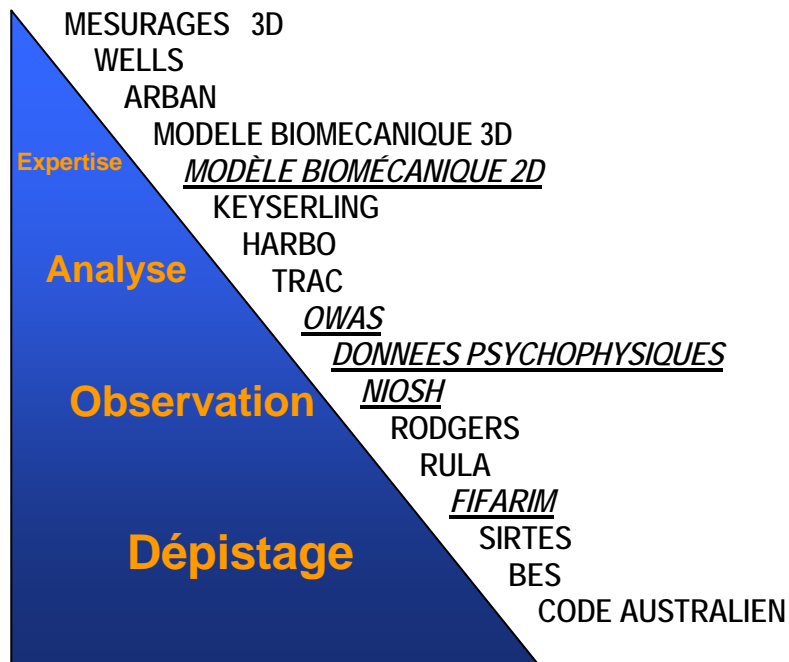 MESURAGES 3D
WELLS
ARBAN
MODELE BIOMECANIQUE 3D
Expertise
MODÈLE BIOMÉCANIQUE 2D
KEYSERLING
HARBO
Analyse
TRAC
OWAS
DONNEES PSYCHOPHYSIQUES
NIOSH
Observation
RODGERS
RULA
FIFARIM
SIRTES
Dépistage
BES
CODE AUSTRALIEN